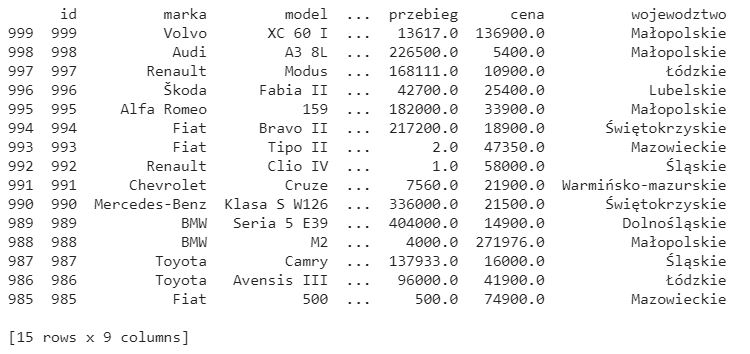 id marka model ... przebieg cena wojewodztwo
999 999 Volvo XC 60 I ... 13617.0 136900.0 Małopolskie
998 998 Audi A3 8L ... 226500.0 5400.0 Małopolskie
997 997 Renault Modus ... 168111.0 10900.0 Łódzkie
996 996 Škoda Fabia II ... 42700.0 25400.0 Lubelskie
995 995 Alfa Romeo 159 ... 182000.0 33900.0 Małopolskie
994 994 Fiat Bravo II ... 217200.0 18900.0 Świętokrzyskie
993 993 Fiat Tipo II ... 2.0 47350.0 Mazowieckie
992 992 Renault Clio IV ... 1.0 58000.0 Śląskie
991 991 Chevrolet Cruze ... 7560.0 21900.0 Warmińsko-mazurskie
990 990 Mercedes-Benz Klasa S W126 ... 336000.0 21500.0 Świętokrzyskie
989 989 BMW Seria 5 E39 ... 404000.0 14900.0 Dolnośląskie
988 988 BMW M2 ... 4000.0 271976.0 Małopolskie
987 987 Toyota Camry ... 137933.0 16000.0 Śląskie
986 986 Toyota Avensis III ... 96000.0 41900.0 Łódzkie
985 985 Fiat 500 ... 500.0 74900.0 Mazowieckie
[15 rows x 9 columns]